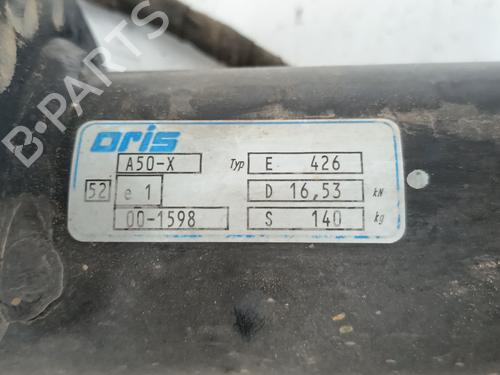 B-PARTS
oris
A50-X Typ E 426
52 e 1 D 16,53 kN
00-1598 S 140 kg